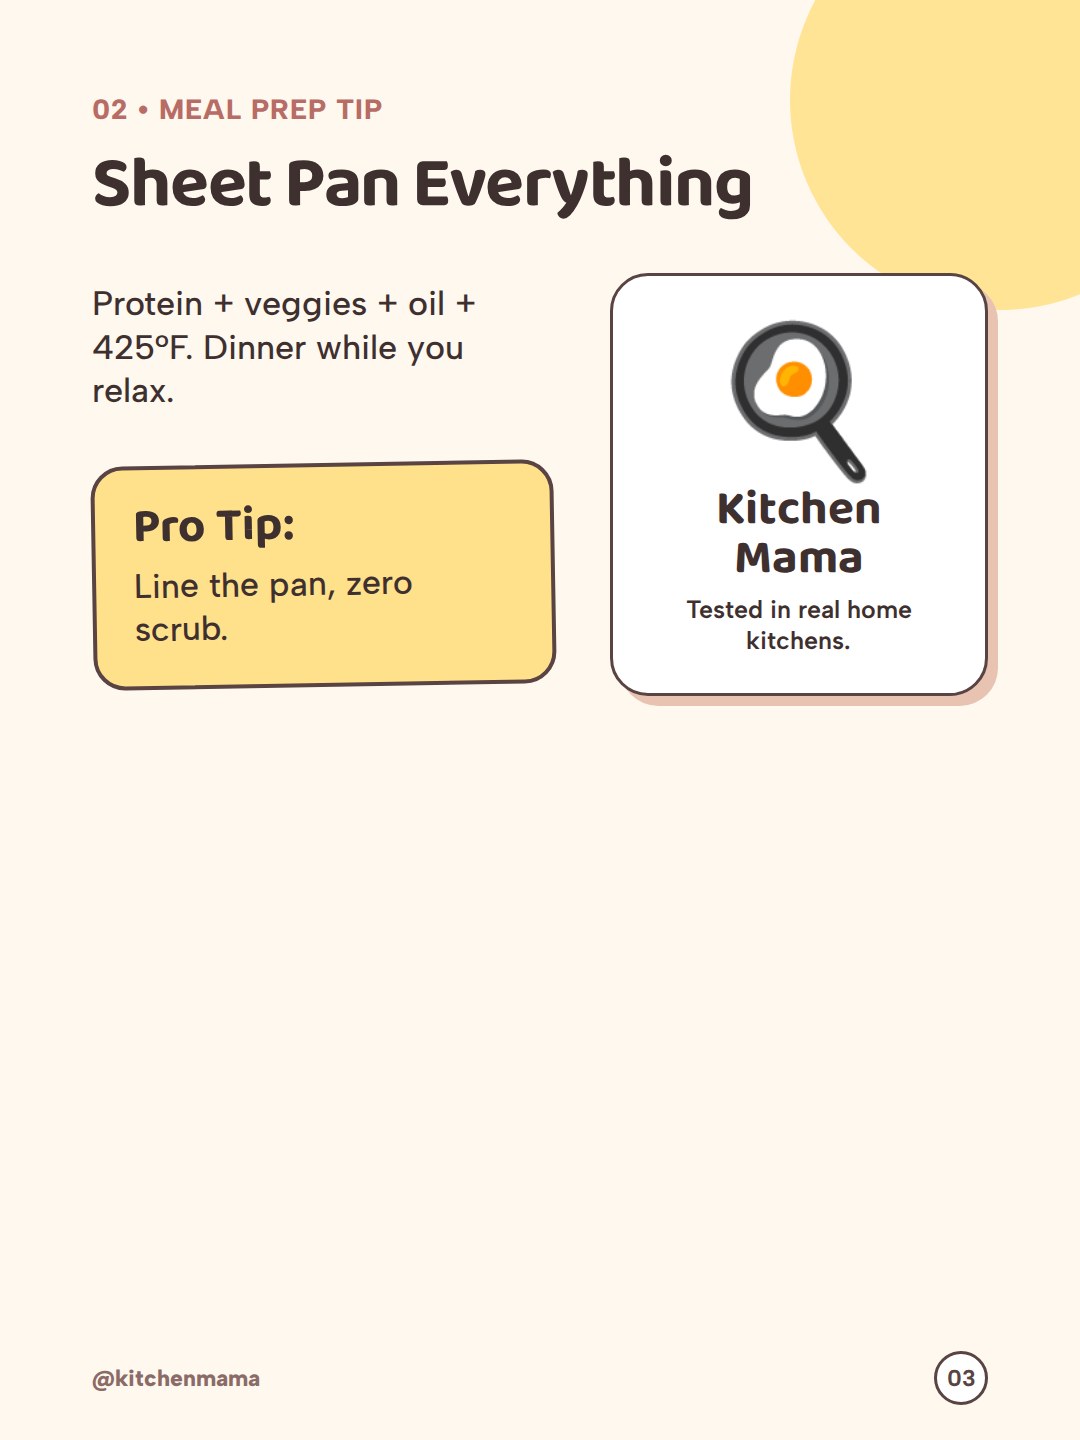 02 • MEAL PREP TIP
Sheet Pan Everything
Protein + veggies + oil +
425°F. Dinner while you
relax.
Pro Tip:
Line the pan, zero
scrub.
Kitchen
Mama
Tested in real home
kitchens.
@kitchenmama
03